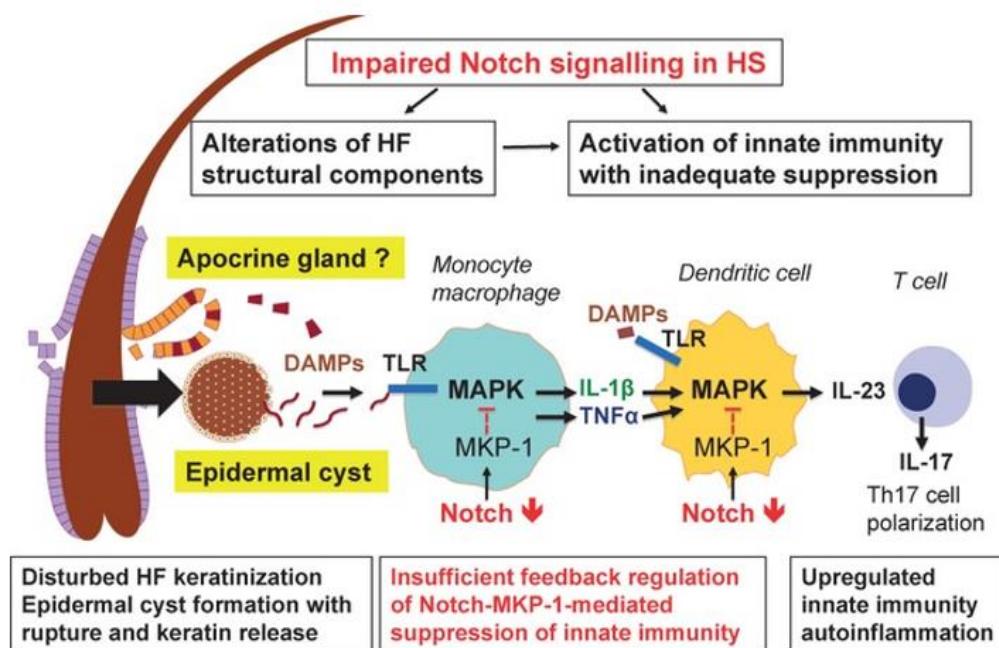 Impaired Notch signalling in HS
Alterations of HF
structural components
Activation of innate immunity
with inadequate suppression
Apocrine gland ?
Monocyte
macrophage
Dendritic cell
T cell
DAMPs
TLR
DAMPs
TLR
MAPK
IL-1β
TNFα
MAPK
IL-23
MKP-1
MKP-1
Epidermal cyst
IL-17
Th17 cell
polarization
Notch
Notch
Disturbed HF keratinization
Epidermal cyst formation with
rupture and keratin release
Insufficient feedback regulation
of Notch-MKP-1-mediated
suppression of innate immunity
Upregulated
innate immunity
autoinflammation